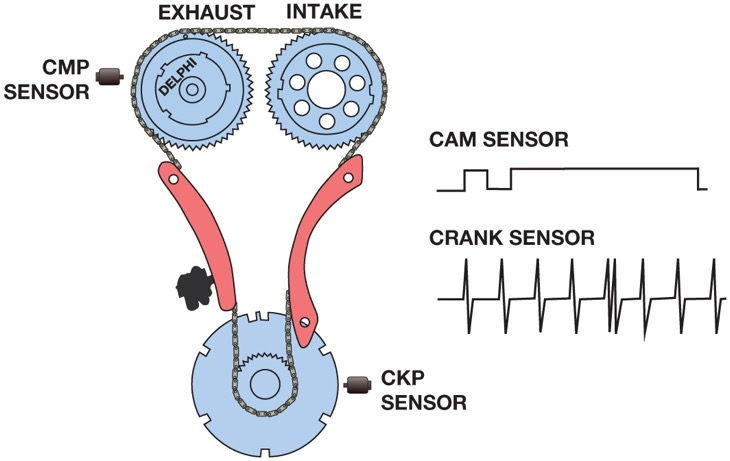 EXHAUST
INTAKE
CMP
SENSOR
DELPHI
CAM SENSOR
CRANK SENSOR
CKP
SENSOR